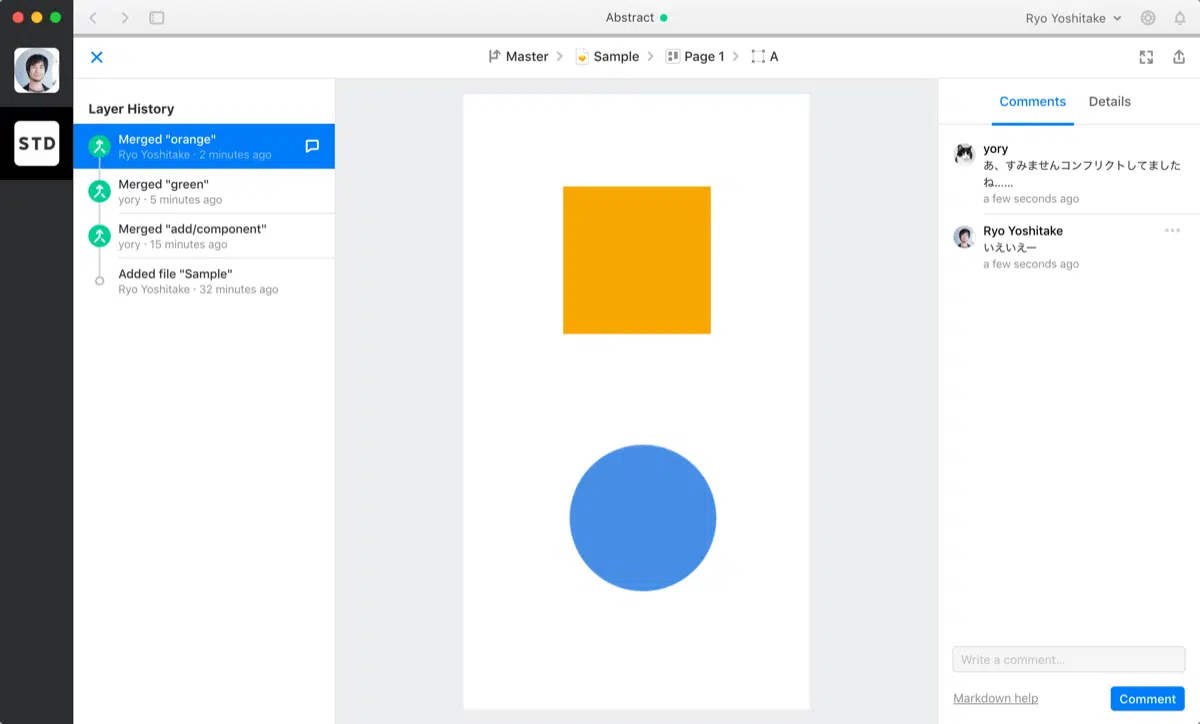 Abstract
Ryo Yoshitake
STD
Master
Sample
Page 1
A
Layer History
Merged "orange"
Ryo Yoshitake · 2 minutes ago
Merged "green"
yory · 5 minutes ago
Merged "add/component"
yory · 15 minutes ago
Added file "Sample"
Ryo Yoshitake · 32 minutes ago
Comments
Details
yory
あ、すみませんコンフリクトしてました
ね……
a few seconds ago
Ryo Yoshitake
いえいえー
a few seconds ago
Write a comment...
Markdown help
Comment